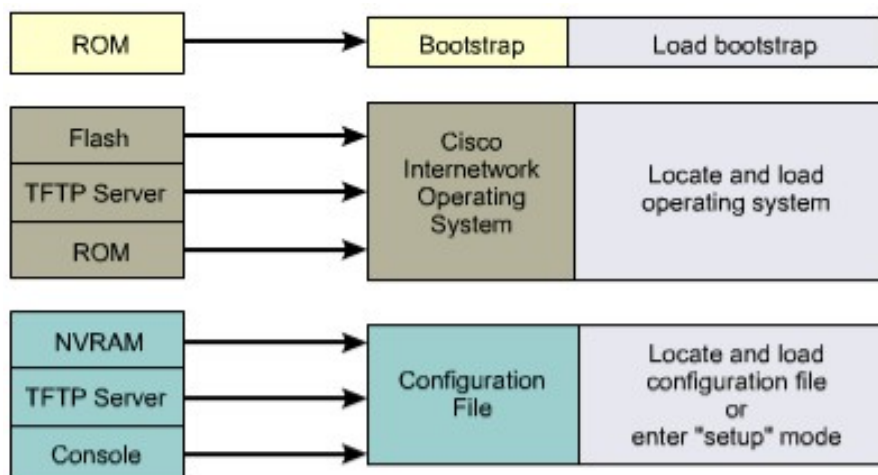 ROM
Bootstrap
Load bootstrap
Flash
TFTP Server
ROM
Cisco
Internetwork
Operating
System
Locate and load
operating system
NVRAM
TFTP Server
Console
Configuration
File
Locate and load
configuration file
or
enter "setup" mode